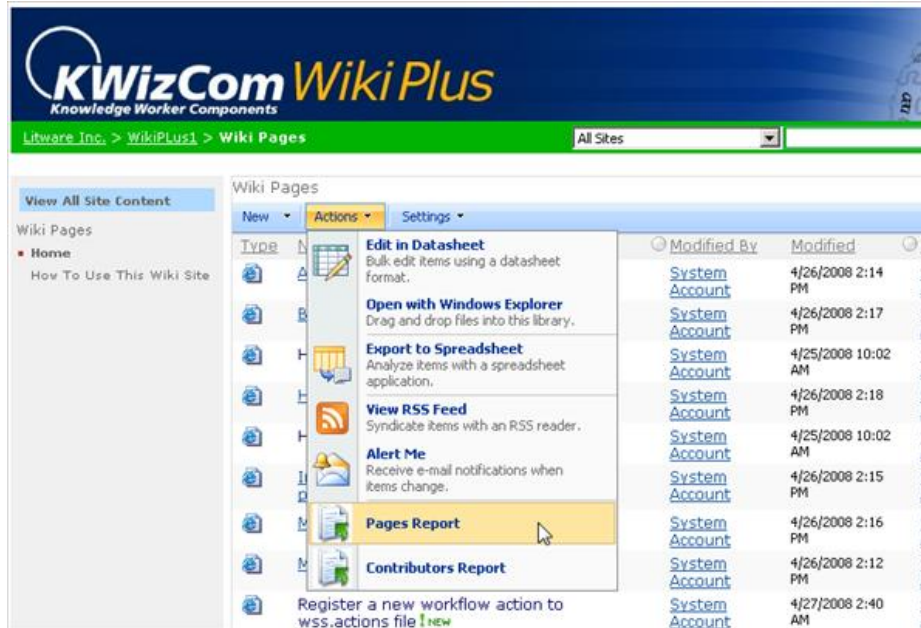 KWizCom WikiPlus
Knowledge Worker Components
Litware Inc. > WikiPLus1 > Wiki Pages
All Sites
View All Site Content
Wiki Pages
Home
How To Use This Wiki Site
Wiki Pages
New Actions Settings
Type Modified By Modified
Edit in Datasheet
Bulk edit items using a datasheet
format.
Open with Windows Explorer
Drag and drop files into this library.
Export to Spreadsheet
Analyze items with a spreadsheet
application.
View RSS Feed
Syndicate items with an RSS reader.
Alert Me
Receive e-mail notifications when
items change.
Pages Report
Contributors Report
System
Account
4/26/2008 2:14
PM
System
Account
4/26/2008 2:17
PM
System
Account
4/25/2008 10:02
AM
System
Account
4/26/2008 2:18
PM
System
Account
4/25/2008 10:02
AM
System
Account
4/26/2008 2:15
PM
System
Account
4/26/2008 2:16
PM
System
Account
4/26/2008 2:12
PM
Register a new workflow action to
wss.actions file ! NEW
System
Account
4/27/2008 2:40
AM